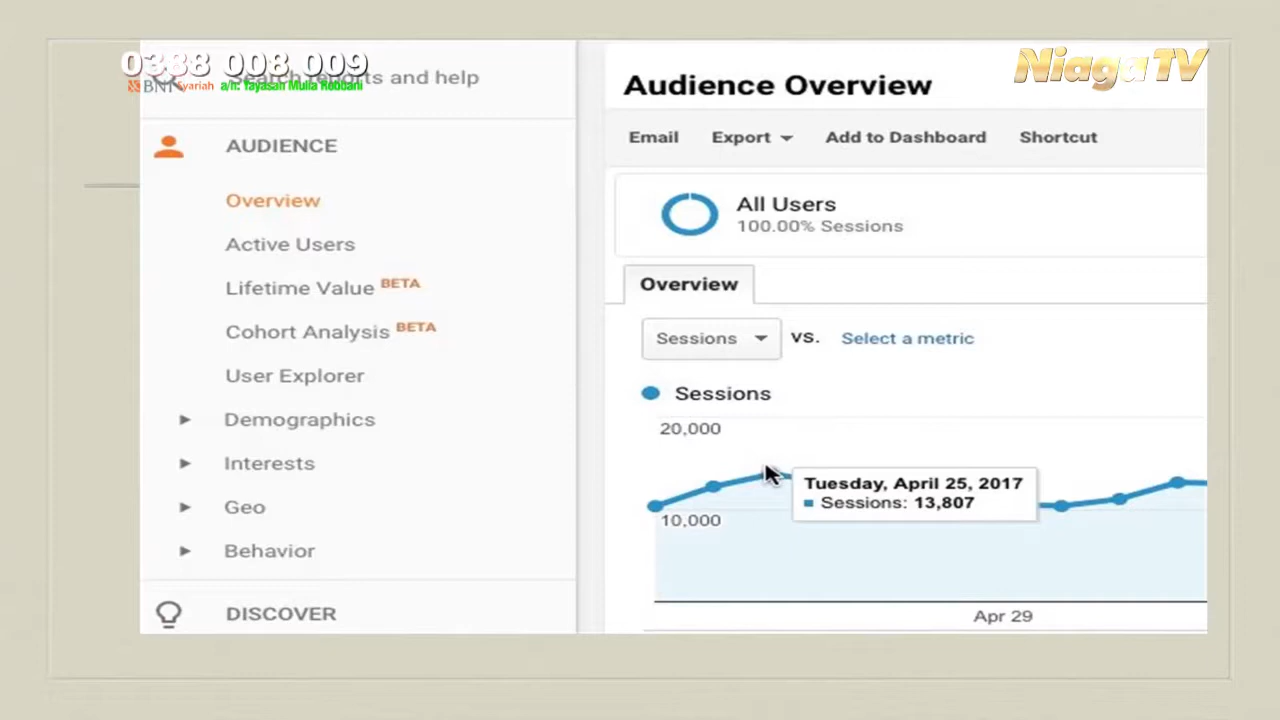 0388 008 009
Search reports and help
BNI Syariah a/n: Yayasan Mulia Robbani
Niaga TV
AUDIENCE
Overview
Active Users
Lifetime Value BETA
Cohort Analysis BETA
User Explorer
Demographics
Interests
Geo
Behavior
DISCOVER
Audience Overview
Email Export Add to Dashboard Shortcut
All Users
100.00% Sessions
Overview
Sessions VS. Select a metric
Sessions
20,000
Tuesday, April 25, 2017
Sessions: 13,807
10,000
Apr 29